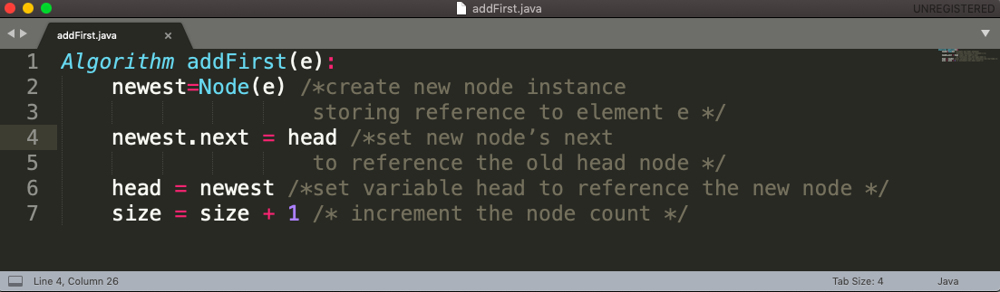 addFirst.java
UNREGISTERED
addFirst.java ×
1 Algorithm addFirst(e):
2 newest=Node(e) /*create new node instance
3 storing reference to element e */
4 newest.next = head /*set new node’s next
5 to reference the old head node */
6 head = newest /*set variable head to reference the new node */
7 size = size + 1 /* increment the node count */
Line 4, Column 26
Tab Size: 4
Java